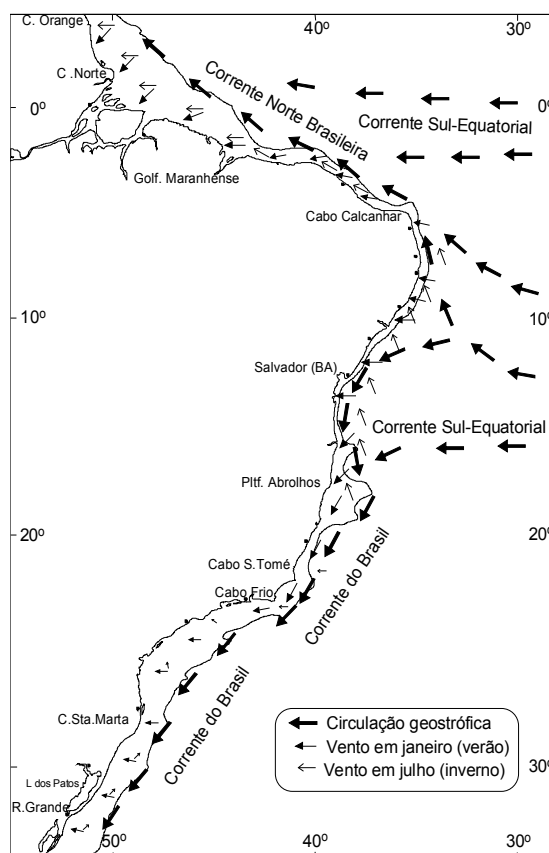 40º
30º
C. Orange
C .Norte
0º
0º
Corrente Norte Brasileira
Corrente Sul-Equatorial
Golf. Maranhense
Cabo Calcanhar
10º
10º
Salvador (BA)
Corrente Sul-Equatorial
Pltf. Abrolhos
20º
20º
Cabo S.Tomé
Cabo Frio
Corrente do Brasil
Corrente do Brasil
C.Sta.Marta
Circulação geostrófica
Vento em janeiro (verão)
Vento em julho (inverno)
L dos Patos
R.Grande
30º
50º
40º
30º